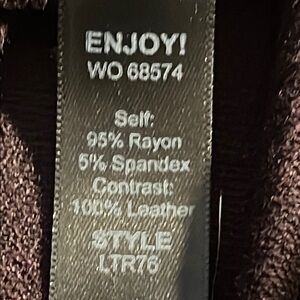 ENJOY!
WO 68574
Self:
95% Rayon
5% Spandex
Contrast:
100% Leather
STYLE
LTR76